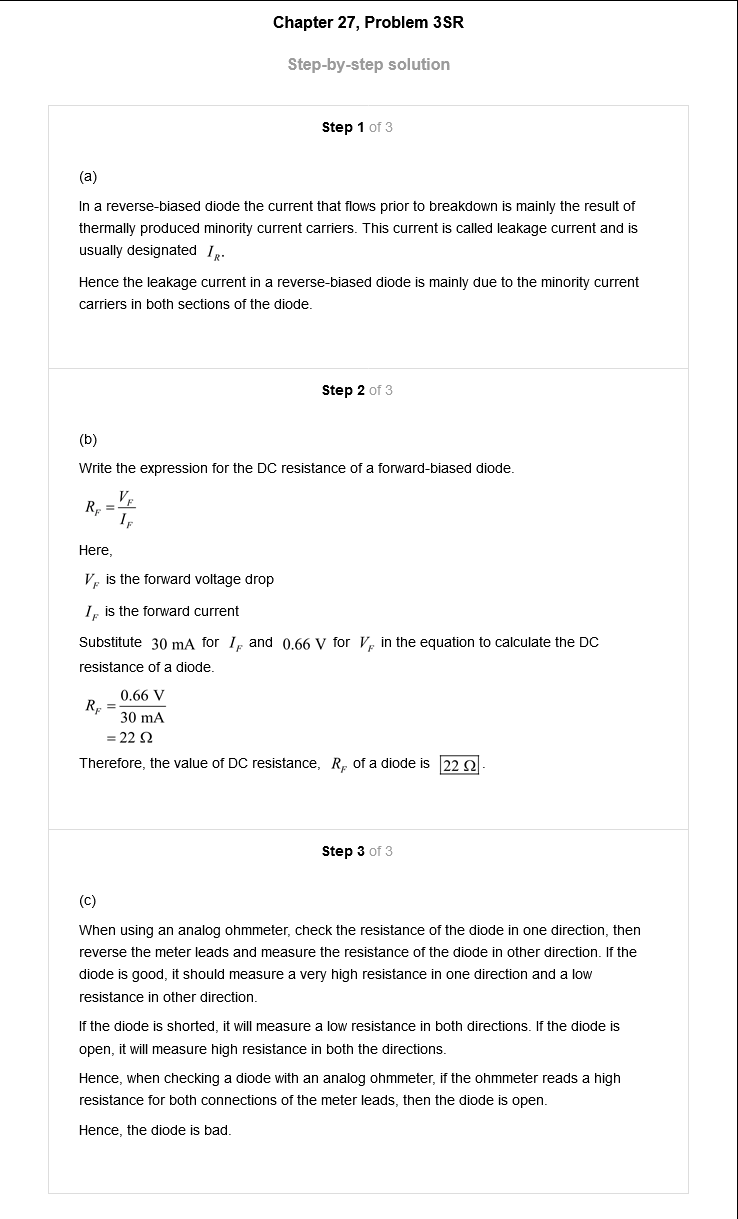 Chapter 27, Problem 3SR
Step-by-step solution
Step 1 of 3
(a)
In a reverse-biased diode the current that flows prior to breakdown is mainly the result of
thermally produced minority current carriers. This current is called leakage current and is
usually designated I_R.
Hence the leakage current in a reverse-biased diode is mainly due to the minority current
carriers in both sections of the diode.
Step 2 of 3
(b)
Write the expression for the DC resistance of a forward-biased diode.
R_F = V_F / I_F
Here,
V_F is the forward voltage drop
I_F is the forward current
Substitute 30 mA for I_F and 0.66 V for V_F in the equation to calculate the DC
resistance of a diode.
R_F = 0.66 V / 30 mA
= 22 Ω
Therefore, the value of DC resistance, R_F of a diode is 22 Ω.
Step 3 of 3
(c)
When using an analog ohmmeter, check the resistance of the diode in one direction, then
reverse the meter leads and measure the resistance of the diode in other direction. If the
diode is good, it should measure a very high resistance in one direction and a low
resistance in other direction.
If the diode is shorted, it will measure a low resistance in both directions. If the diode is
open, it will measure high resistance in both the directions.
Hence, when checking a diode with an analog ohmmeter, if the ohmmeter reads a high
resistance for both connections of the meter leads, then the diode is open.
Hence, the diode is bad.